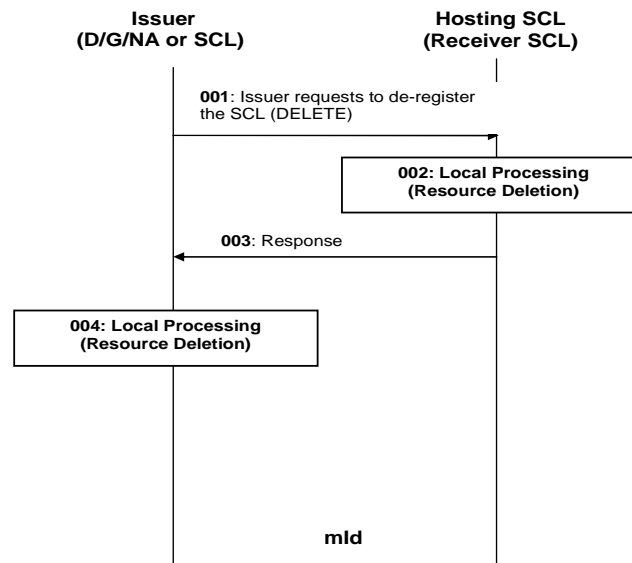 Issuer
(D/G/NA or SCL)
Hosting SCL
(Receiver SCL)
001: Issuer requests to de-register
the SCL (DELETE)
002: Local Processing
(Resource Deletion)
003: Response
004: Local Processing
(Resource Deletion)
mId